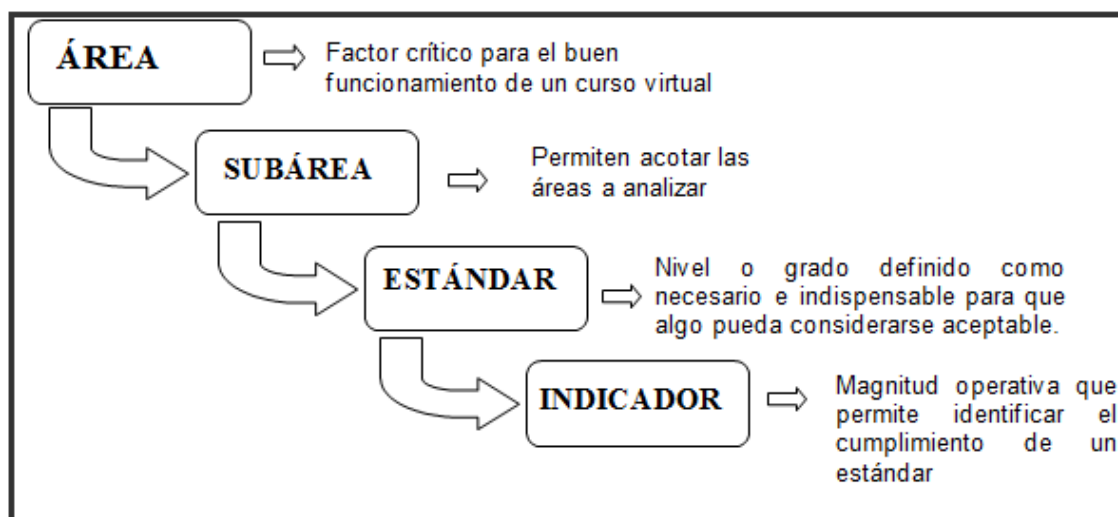 ÁREA
Factor crítico para el buen
funcionamiento de un curso virtual
SUBÁREA
Permiten acotar las
áreas a analizar
ESTÁNDAR
Nivel o grado definido como
necesario e indispensable para que
algo pueda considerarse aceptable.
INDICADOR
Magnitud operativa que
permite identificar el
cumplimiento de un
estándar